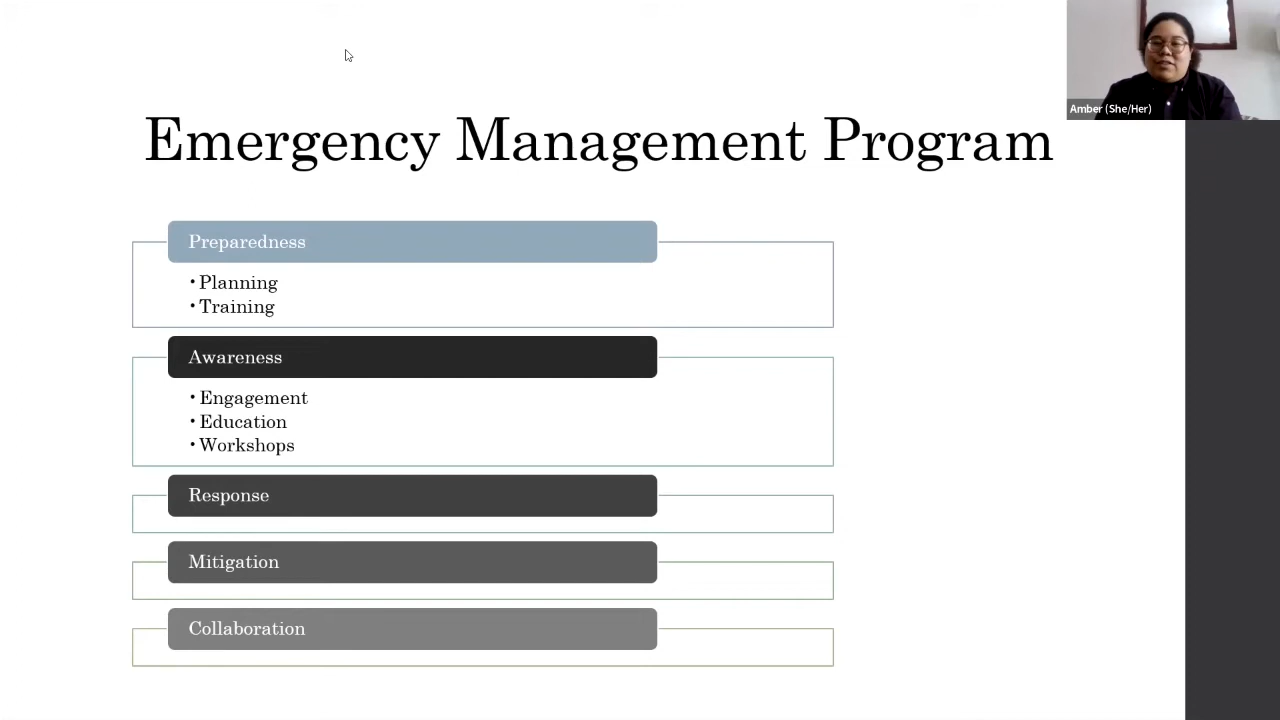 Emergency Management Program
Amber (She/Her)
Preparedness
• Planning
• Training
Awareness
• Engagement
• Education
• Workshops
Response
Mitigation
Collaboration